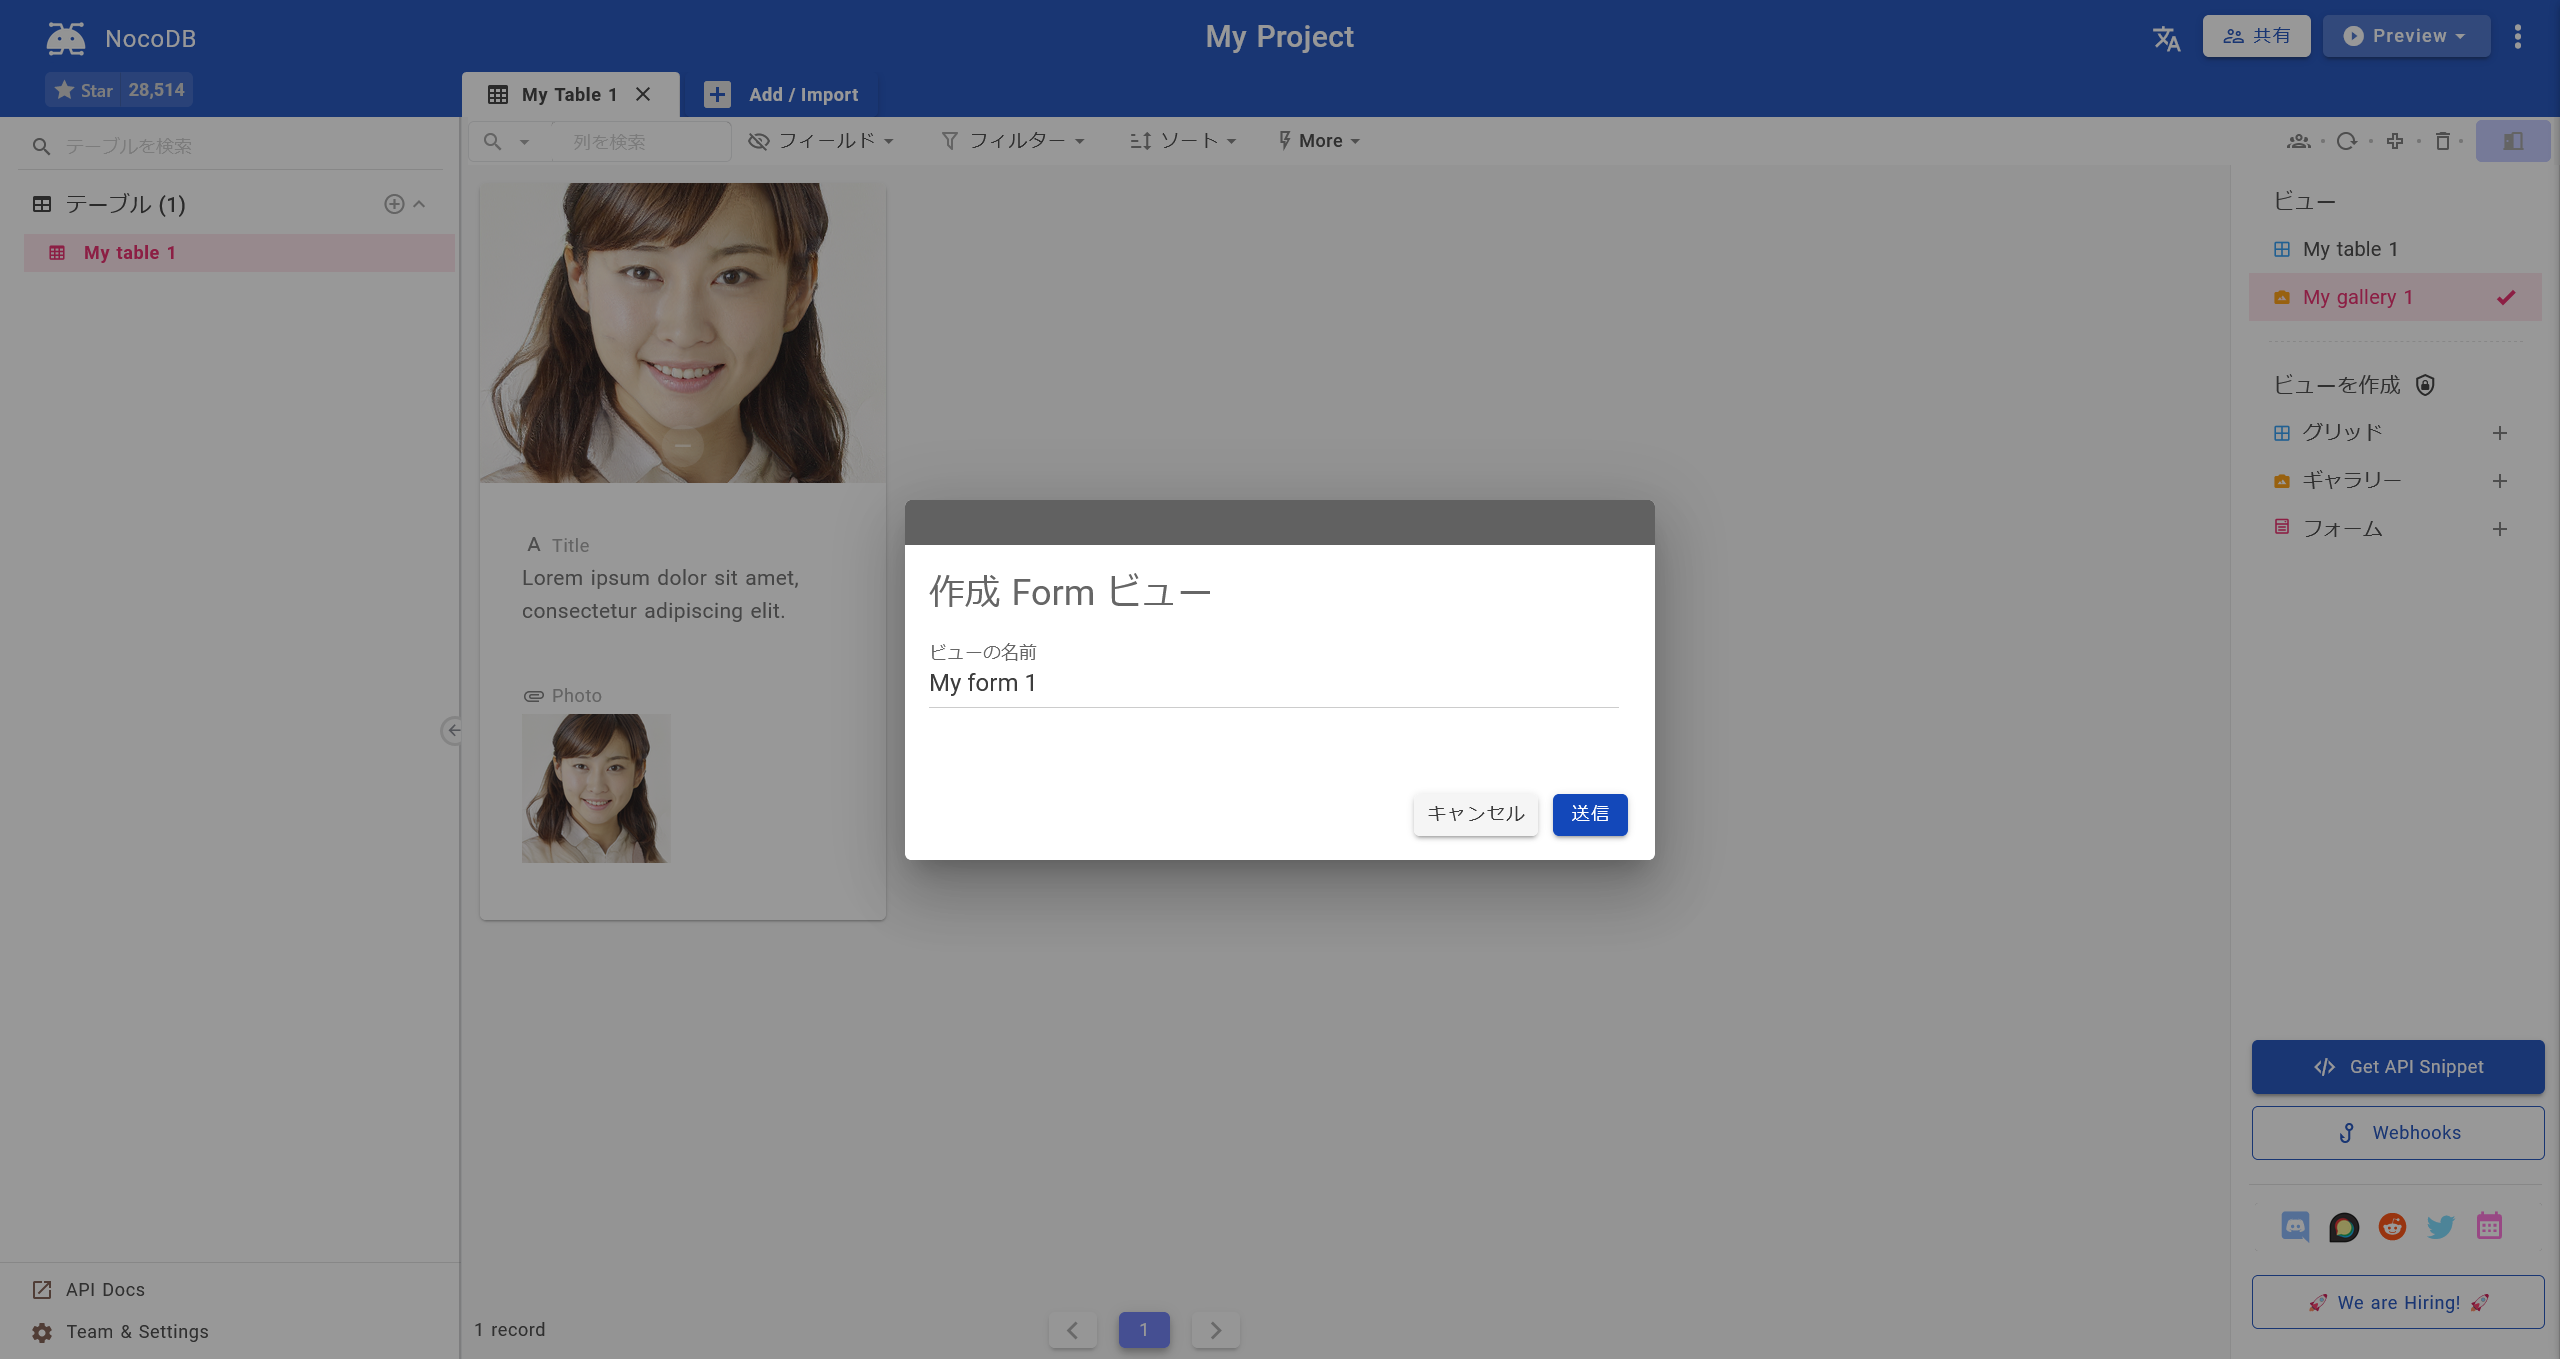 NocoDB
My Project
共有
Preview
Star 28,514
My Table 1
Add / Import
テーブルを検索
列を検索
フィールド
フィルター
ソート
More
テーブル (1)
My table 1
Title
Lorem ipsum dolor sit amet,
consectetur adipiscing elit.
Photo
作成 Form ビュー
ビューの名前
My form 1
キャンセル
送信
ビュー
My table 1
My gallery 1
ビューを作成
グリッド
ギャラリー
フォーム
Get API Snippet
Webhooks
We are Hiring!
API Docs
Team & Settings
1 record
1